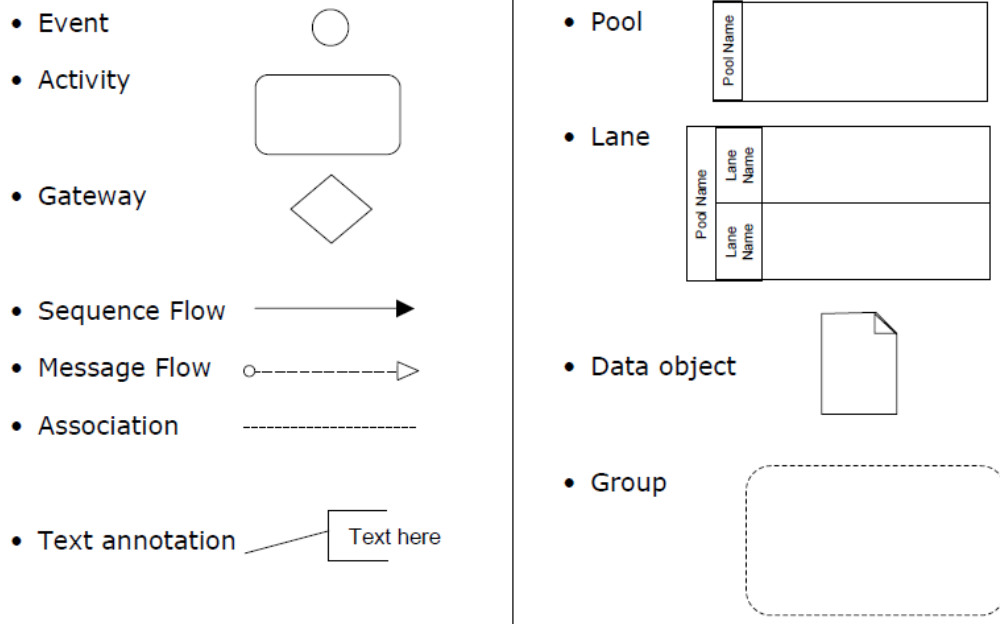 • Event
• Activity
• Gateway
• Sequence Flow
• Message Flow
• Association
• Text annotation
Text here
• Pool
Pool Name
• Lane
Pool Name
Lane
Name
Lane
Name
• Data object
• Group